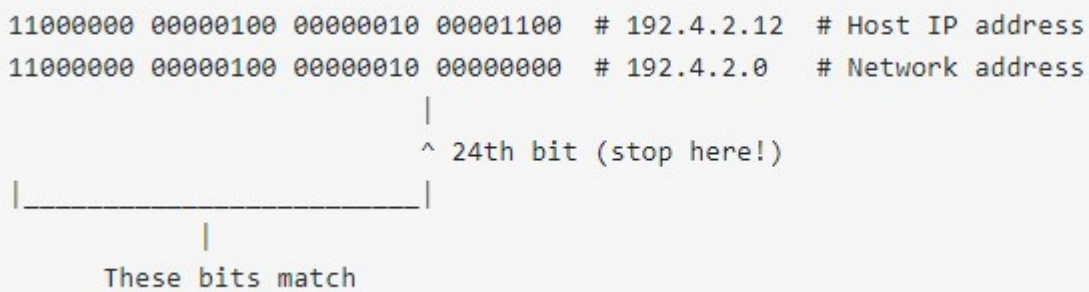 11000000 00000100 00000010 00001100  # 192.4.2.12  # Host IP address
11000000 00000100 00000010 00000000  # 192.4.2.0   # Network address
                          |
                          ^ 24th bit (stop here!)
|_________________________|
            |
      These bits match